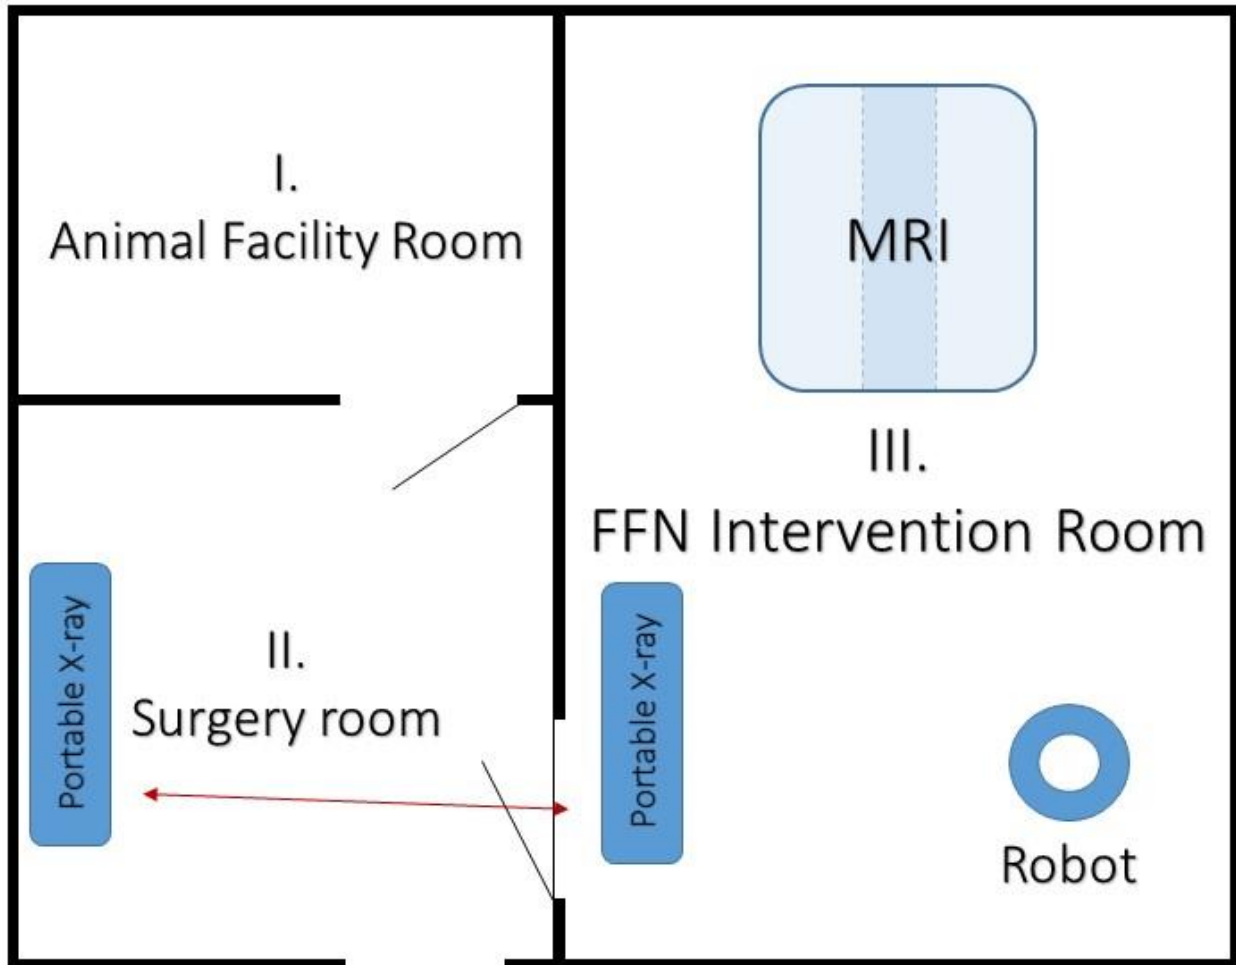 I.
Animal Facility Room
MRI
III.
FFN Intervention Room
Portable X-ray
II.
Surgery room
Portable X-ray
Robot